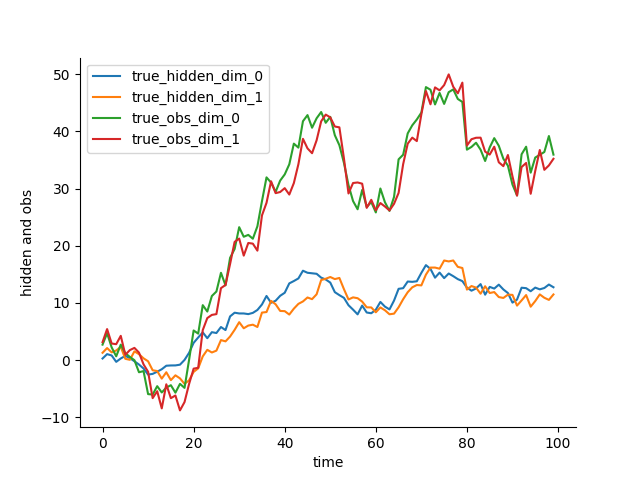 true_hidden_dim_0
true_hidden_dim_1
true_obs_dim_0
true_obs_dim_1
hidden and obs
50
40
30
20
10
0
−10
0 20 40 60 80 100
time